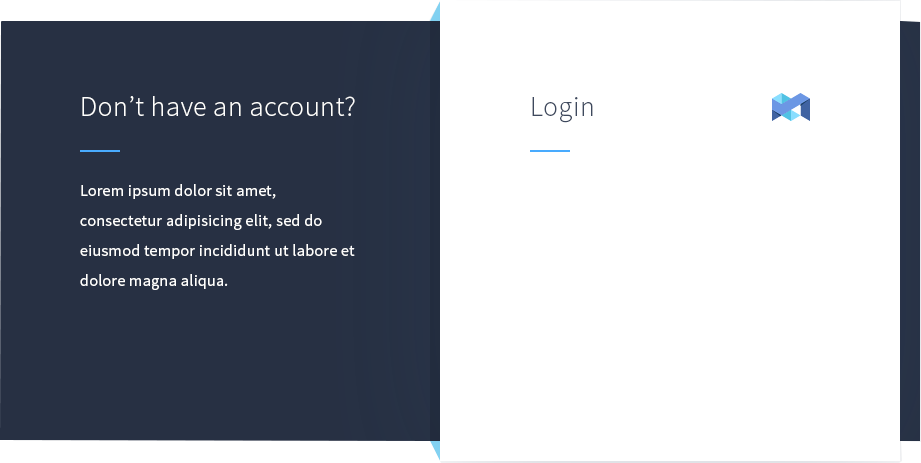 Don’t have an account?
Lorem ipsum dolor sit amet,
consectetur adipisicing elit, sed do
eiusmod tempor incididunt ut labore et
dolore magna aliqua.
Login